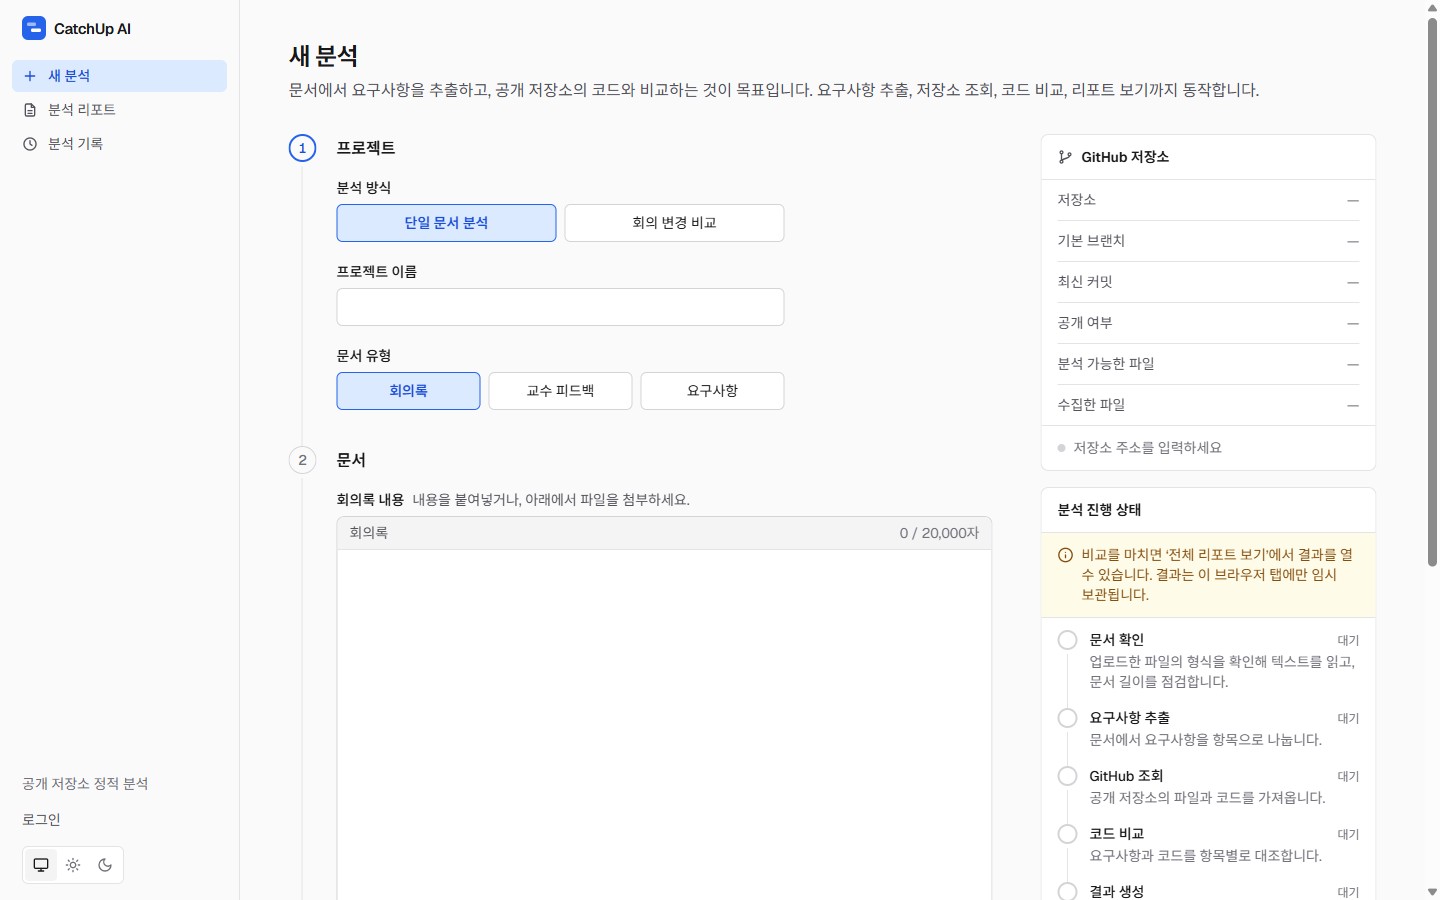 CatchUp AI
새 분석
분석 리포트
분석 기록
공개 저장소 정적 분석
로그인
새 분석
문서에서 요구사항을 추출하고, 공개 저장소의 코드와 비교하는 것이 목표입니다. 요구사항 추출, 저장소 조회, 코드 비교, 리포트 보기까지 동작합니다.
1
프로젝트
분석 방식
단일 문서 분석
회의 변경 비교
프로젝트 이름
문서 유형
회의록
교수 피드백
요구사항
2
문서
회의록 내용 내용을 붙여넣거나, 아래에서 파일을 첨부하세요.
회의록
0 / 20,000자
GitHub 저장소
저장소 —
기본 브랜치 —
최신 커밋 —
공개 여부 —
분석 가능한 파일 —
수집한 파일 —
저장소 주소를 입력하세요
분석 진행 상태
비교를 마치면 ‘전체 리포트 보기’에서 결과를 열
수 있습니다. 결과는 이 브라우저 탭에만 임시
보관됩니다.
문서 확인 대기
업로드한 파일의 형식을 확인해 텍스트를 읽고,
문서 길이를 점검합니다.
요구사항 추출 대기
문서에서 요구사항을 항목으로 나눕니다.
GitHub 조회 대기
공개 저장소의 파일과 코드를 가져옵니다.
코드 비교 대기
요구사항과 코드를 항목별로 대조합니다.
결과 생성 대기